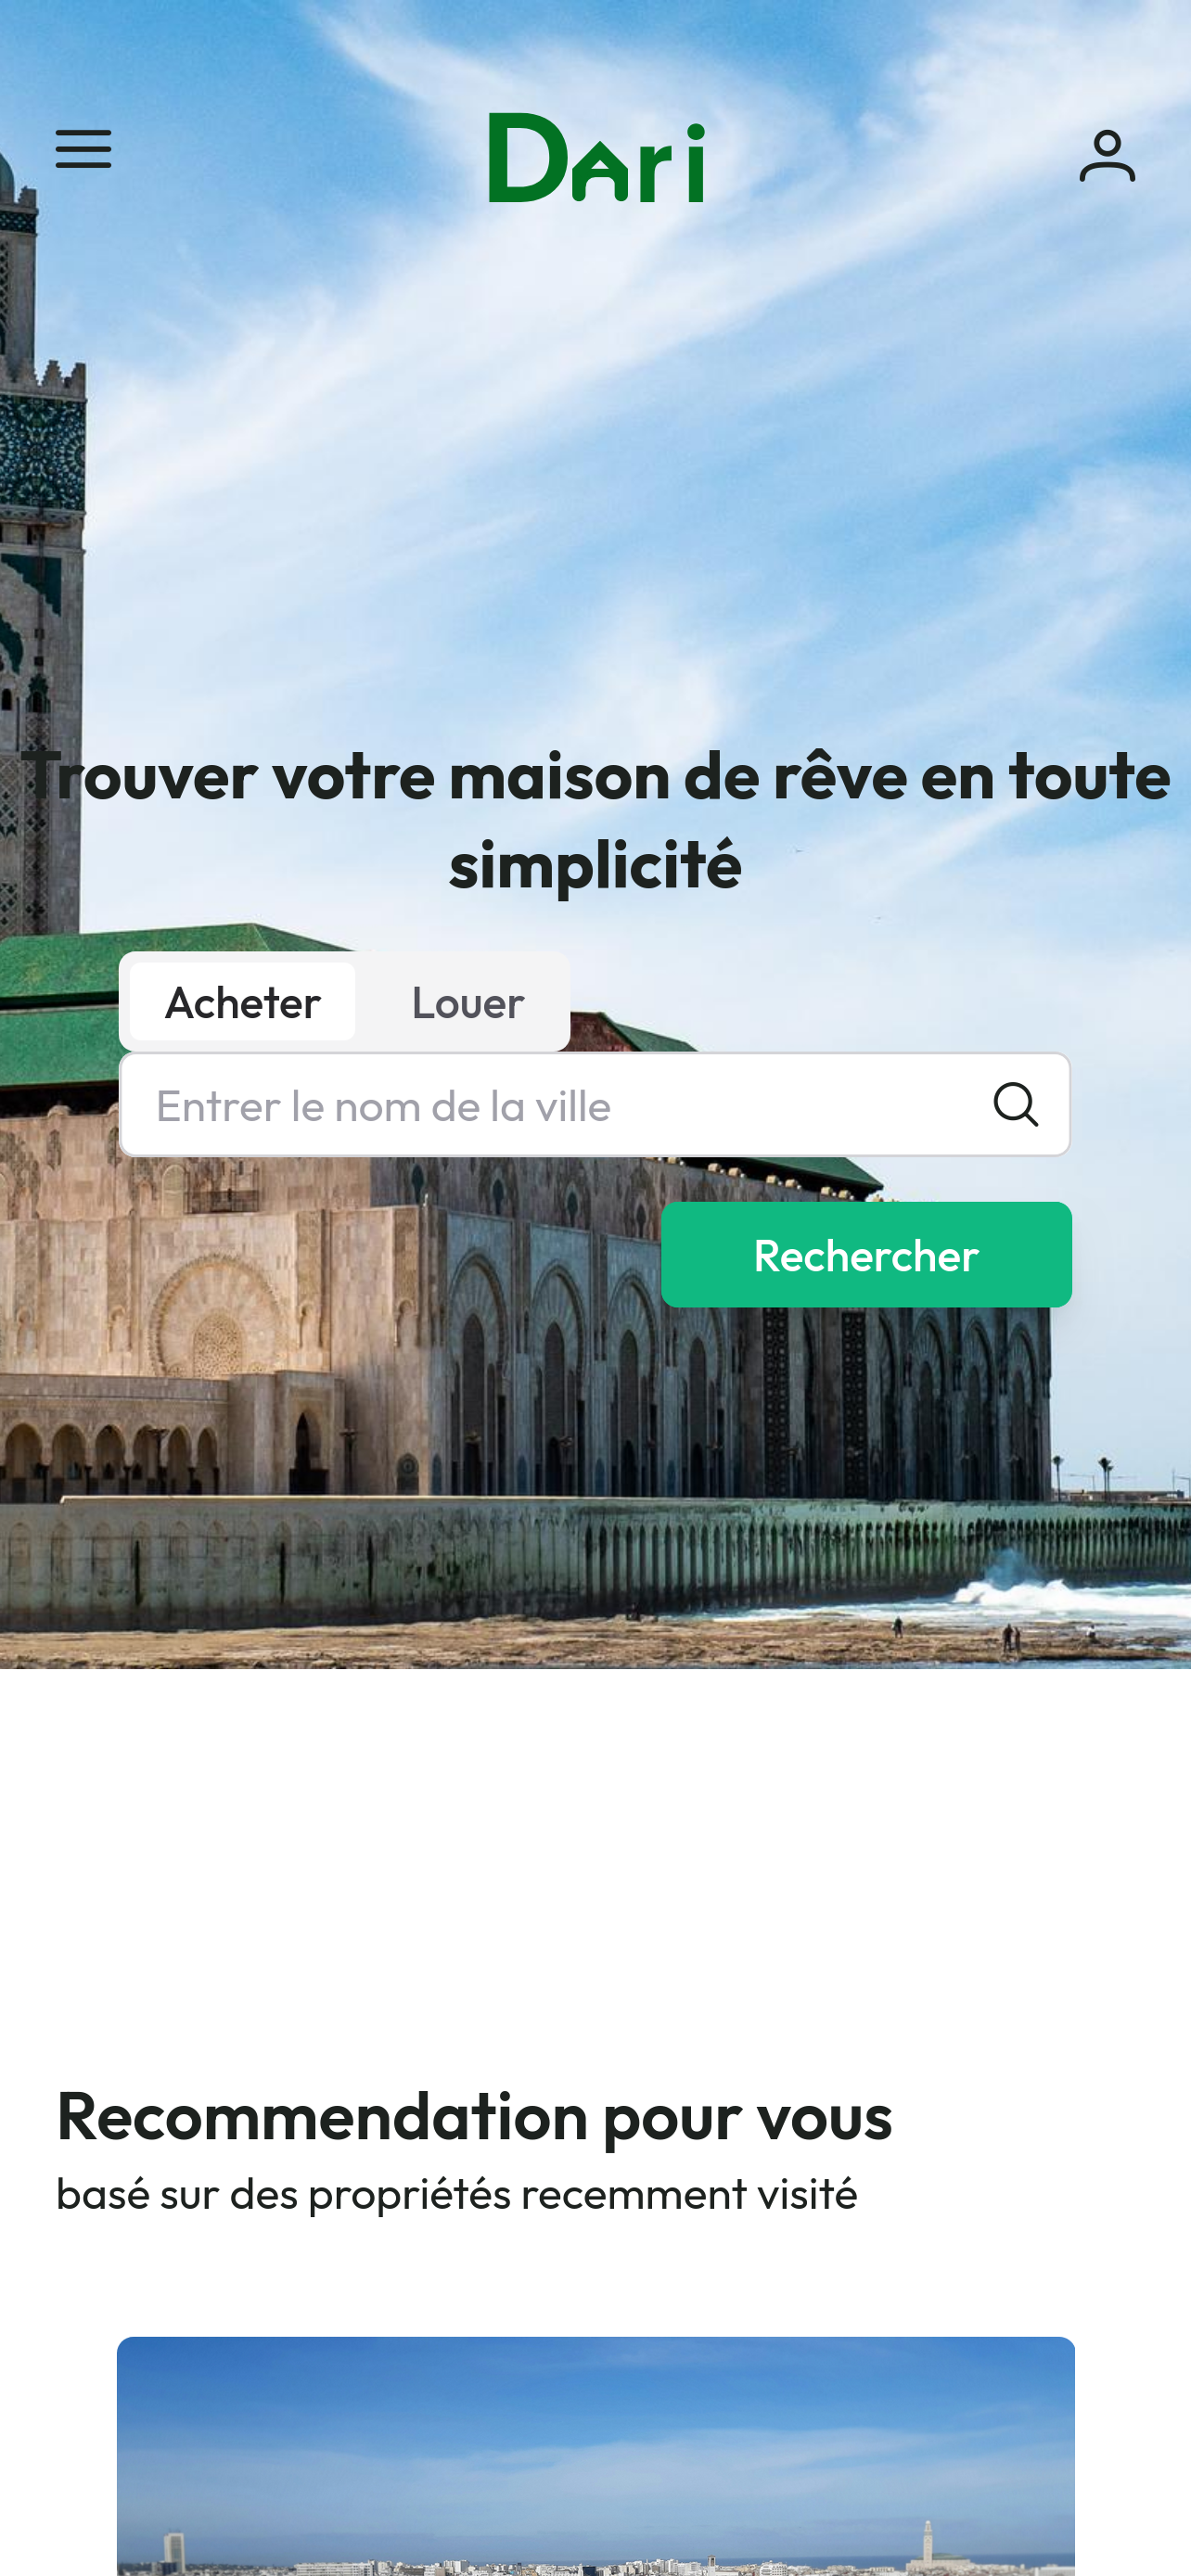 Dari
Trouver votre maison de rêve en toute
simplicité
Acheter
Louer
Entrer le nom de la ville
Rechercher
Recommendation pour vous
basé sur des propriétés recemment visité